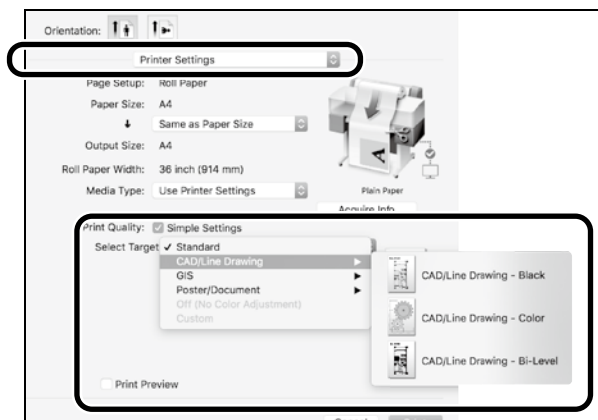 Orientation:
Printer Settings
Page Setup: Roll Paper
Paper Size: A4
Same as Paper Size
Output Size: A4
Roll Paper Width: 36 inch (914 mm)
Media Type: Use Printer Settings
Plain Paper
Acquire Info
Print Quality: Simple Settings
Select Target Standard
CAD/Line Drawing
GIS
Poster/Document
Off (No Color Adjustment)
Custom
CAD/Line Drawing - Black
CAD/Line Drawing - Color
CAD/Line Drawing - Bi-Level
Print Preview